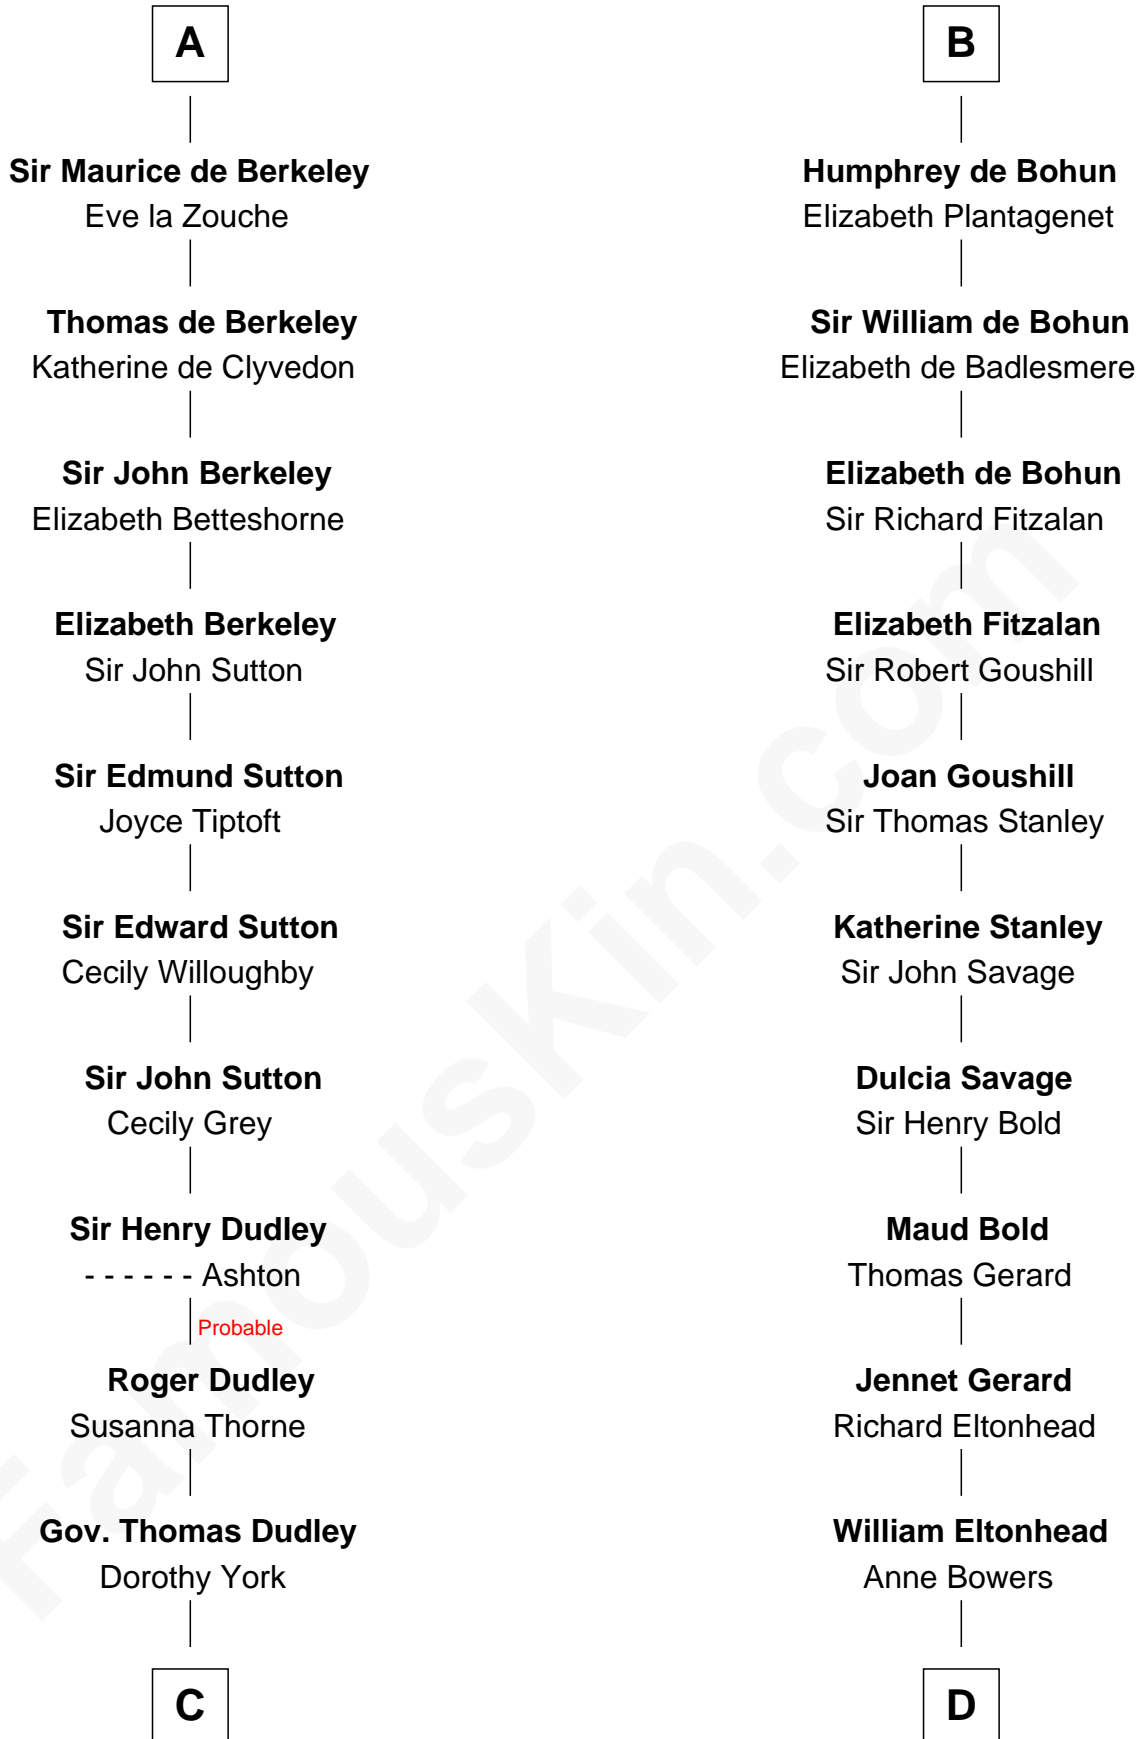 A
Sir Maurice de Berkeley
Eve la Zouche
Thomas de Berkeley
Katherine de Clyvedon
Sir John Berkeley
Elizabeth Betteshorne
Elizabeth Berkeley
Sir John Sutton
Sir Edmund Sutton
Joyce Tiptoft
Sir Edward Sutton
Cecily Willoughby
Sir John Sutton
Cecily Grey
Sir Henry Dudley
- - - - - - Ashton
Probable
Roger Dudley
Susanna Thorne
Gov. Thomas Dudley
Dorothy York
C
B
Humphrey de Bohun
Elizabeth Plantagenet
Sir William de Bohun
Elizabeth de Badlesmere
Elizabeth de Bohun
Sir Richard Fitzalan
Elizabeth Fitzalan
Sir Robert Goushill
Joan Goushill
Sir Thomas Stanley
Katherine Stanley
Sir John Savage
Dulcia Savage
Sir Henry Bold
Maud Bold
Thomas Gerard
Jennet Gerard
Richard Eltonhead
William Eltonhead
Anne Bowers
D
FamousKin.com